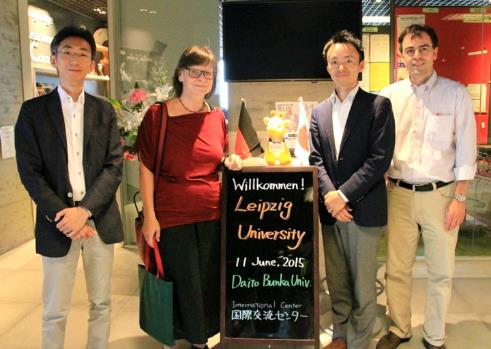 Willkommen!
Leipzig
University
11 June, 2015
Daito Bunka Univ.
International Center
国際交流センター